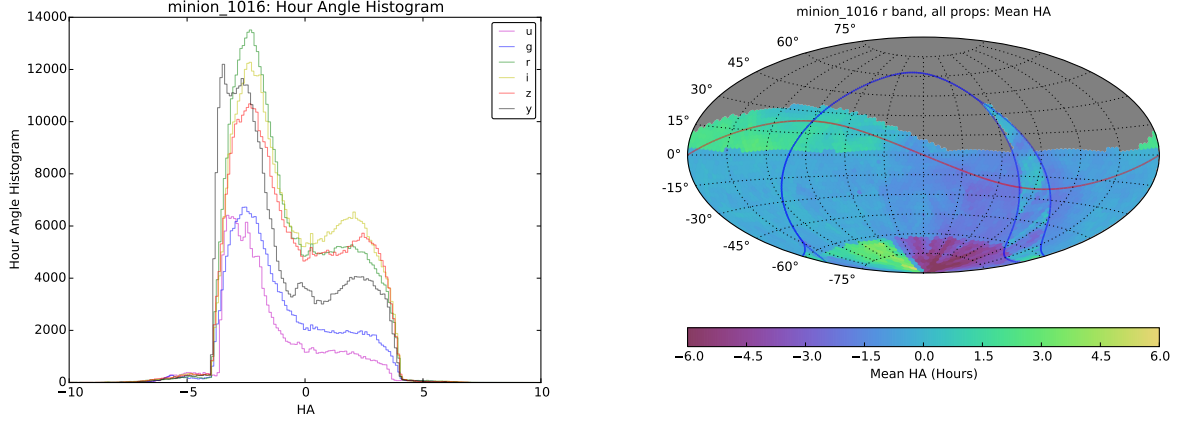 minion_1016: Hour Angle Histogram
14000
12000
10000
8000
6000
4000
2000
0
Hour Angle Histogram
−10
−5
0
5
10
HA
u
g
r
i
z
y
minion_1016 r band, all props: Mean HA
75°
60°
45°
30°
15°
0°
-15°
-30°
-45°
-60°
-75°
−6.0 −4.5 −3.0 −1.5 0.0 1.5 3.0 4.5 6.0
Mean HA (Hours)